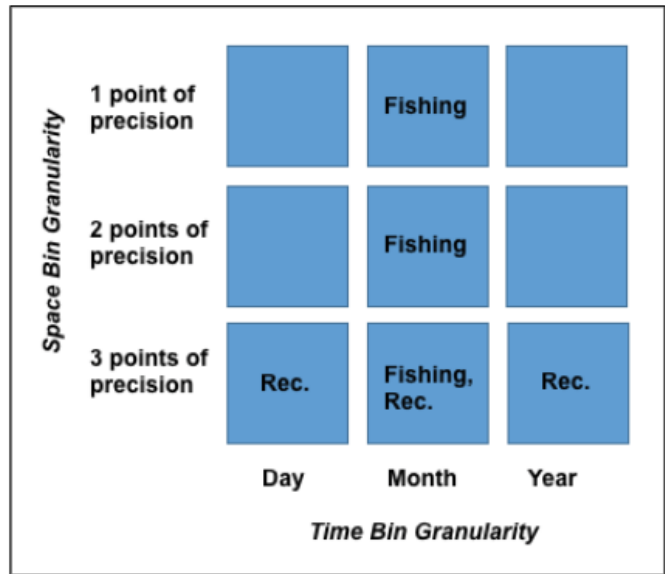 Space Bin Granularity
1 point of
precision
Fishing
2 points of
precision
Fishing
3 points of
precision
Rec.
Fishing,
Rec.
Rec.
Day
Month
Year
Time Bin Granularity